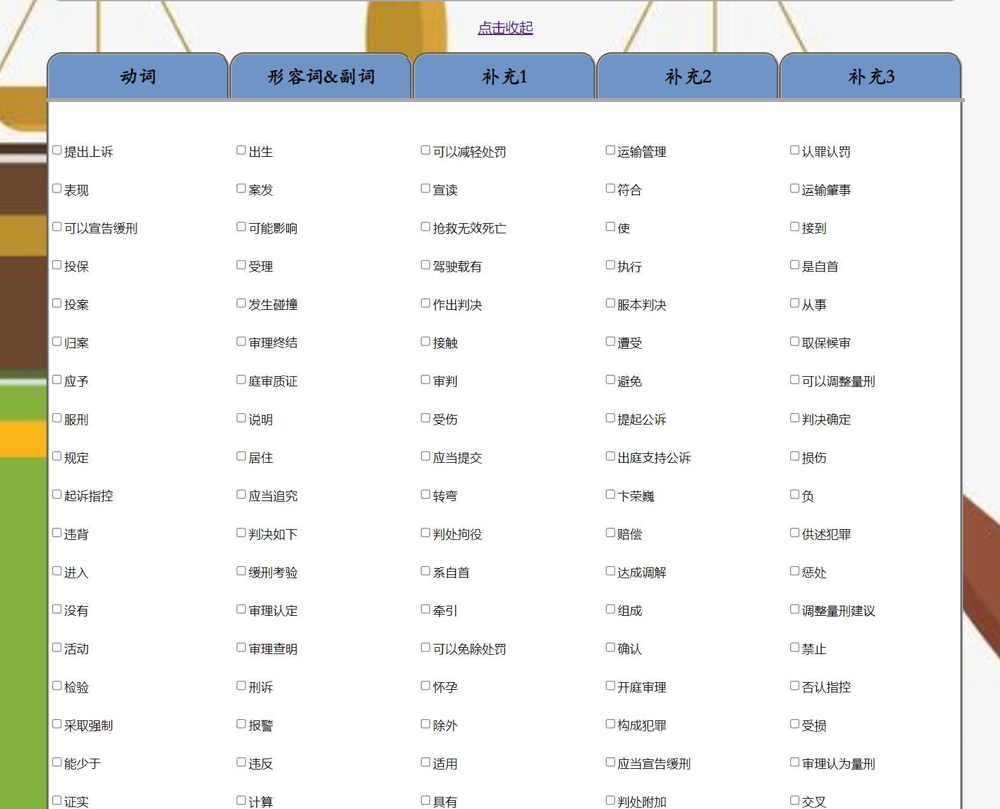 点击收起
动词 形容词&副词 补充1 补充2 补充3
提出上诉 出生 可以减轻处罚 运输管理 认罪认罚
表现 案发 宣读 符合 运输肇事
可以宣告缓刑 可能影响 抢救无效死亡 使 接到
投保 受理 驾驶载有 执行 是自首
投案 发生碰撞 作出判决 服本判决 从事
归案 审理终结 接触 遭受 取保候审
应予 庭审质证 审判 避免 可以调整量刑
服刑 说明 受伤 提起公诉 判决确定
规定 居住 应当提交 出庭支持公诉 损伤
起诉指控 应当追究 转弯 卞荣巍 负
违背 判决如下 判处拘役 赔偿 供述犯罪
进入 缓刑考验 系自首 达成调解 惩处
没有 审理认定 牵引 组成 调整量刑建议
活动 审理查明 可以免除处罚 确认 禁止
检验 刑诉 怀孕 开庭审理 否认指控
采取强制 报警 除外 构成犯罪 受损
能少于 违反 适用 应当宣告缓刑 审理认为量刑
证实 计算 具有 判处附加 交叉